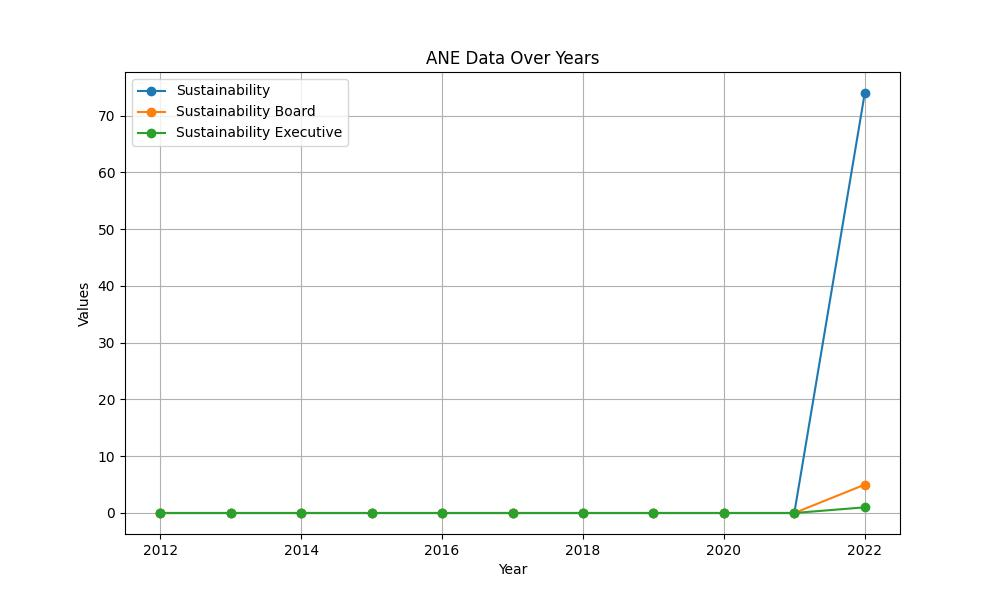 ANE Data Over Years
Sustainability
Sustainability Board
Sustainability Executive
70
60
50
40
30
20
10
0
Values
2012 2014 2016 2018 2020 2022
Year